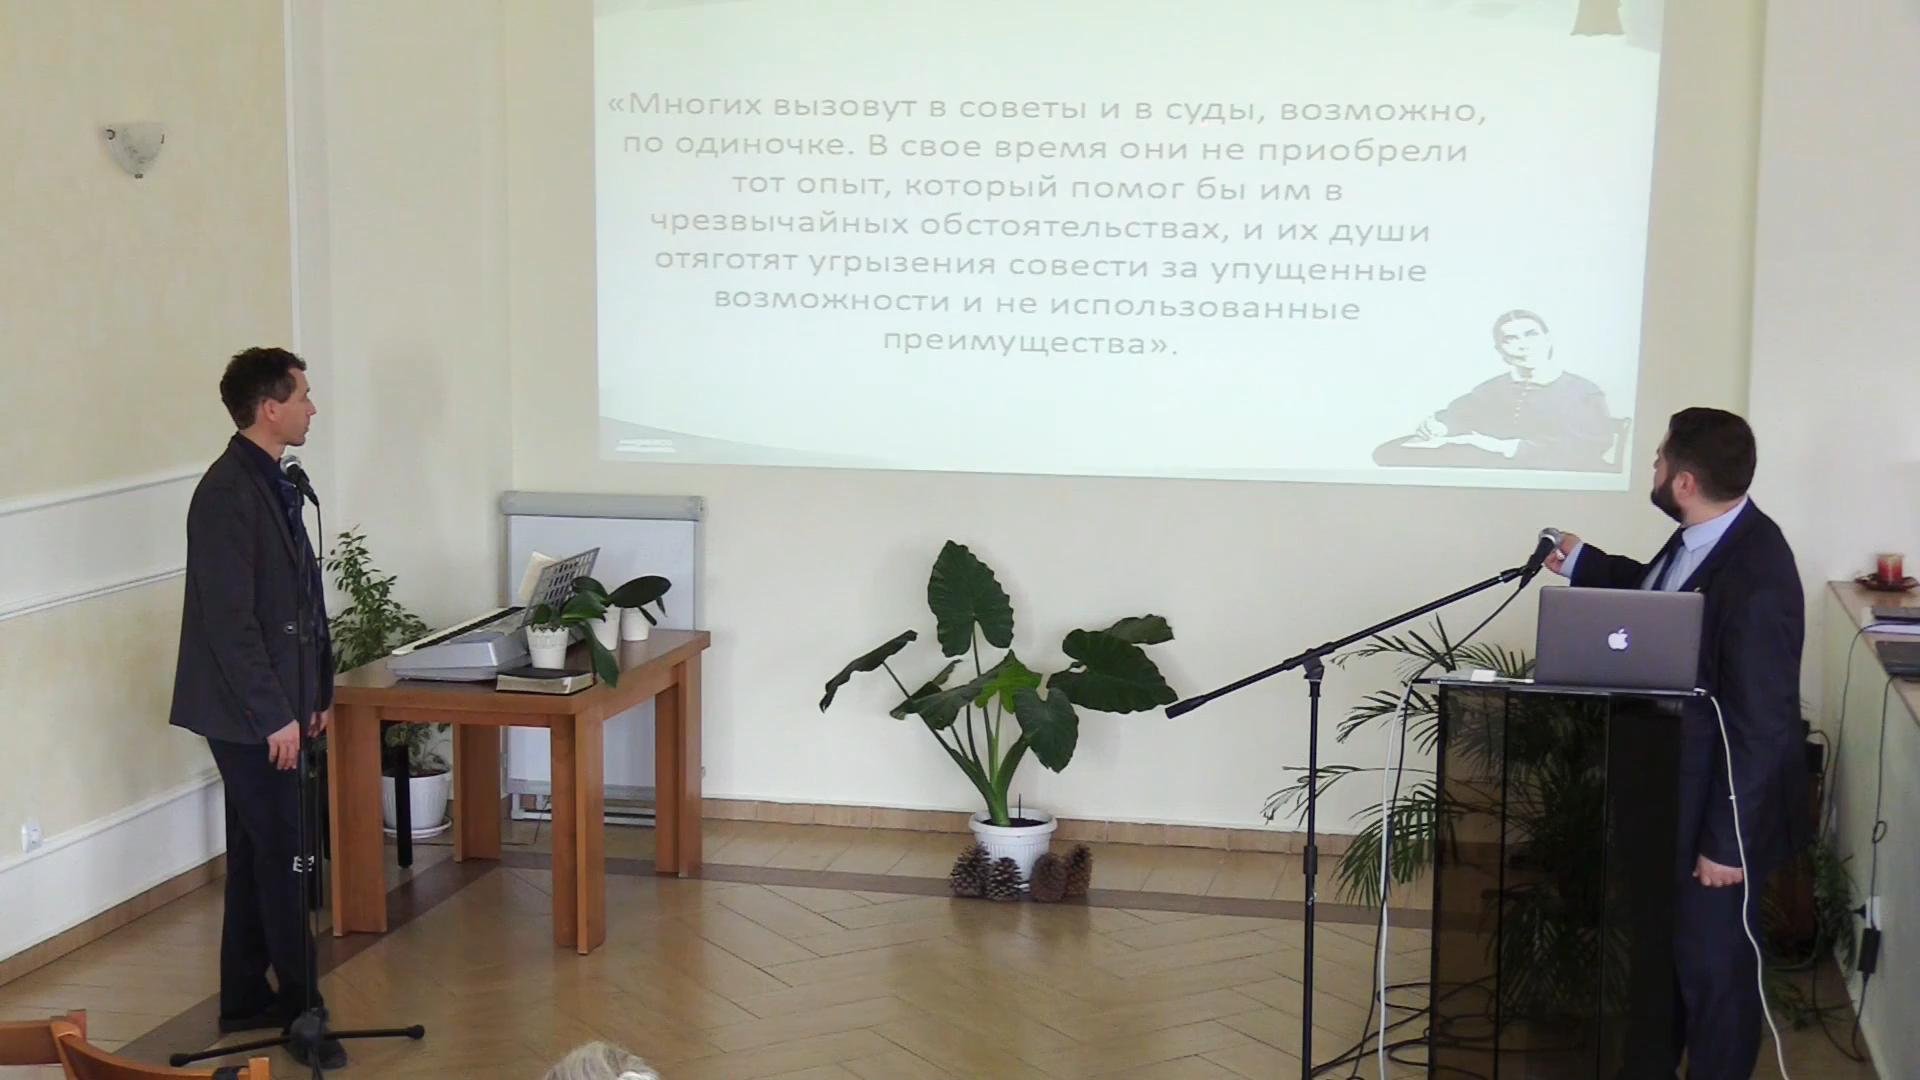 «Многих вызовут в советы и в суды, возможно,
по одиночке. В свое время они не приобрели
тот опыт, который помог бы им в
чрезвычайных обстоятельствах, и их души
отяготят угрызения совести за упущенные
возможности и не использованные
преимущества».